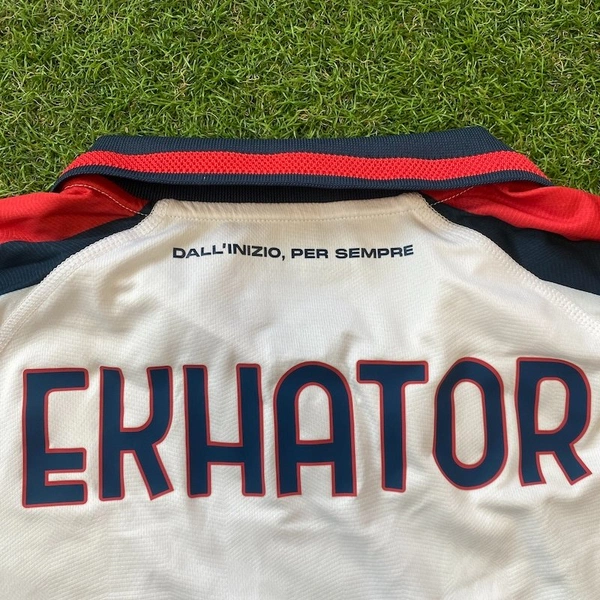 DALL'INIZIO, PER SEMPRE
EKHATOR